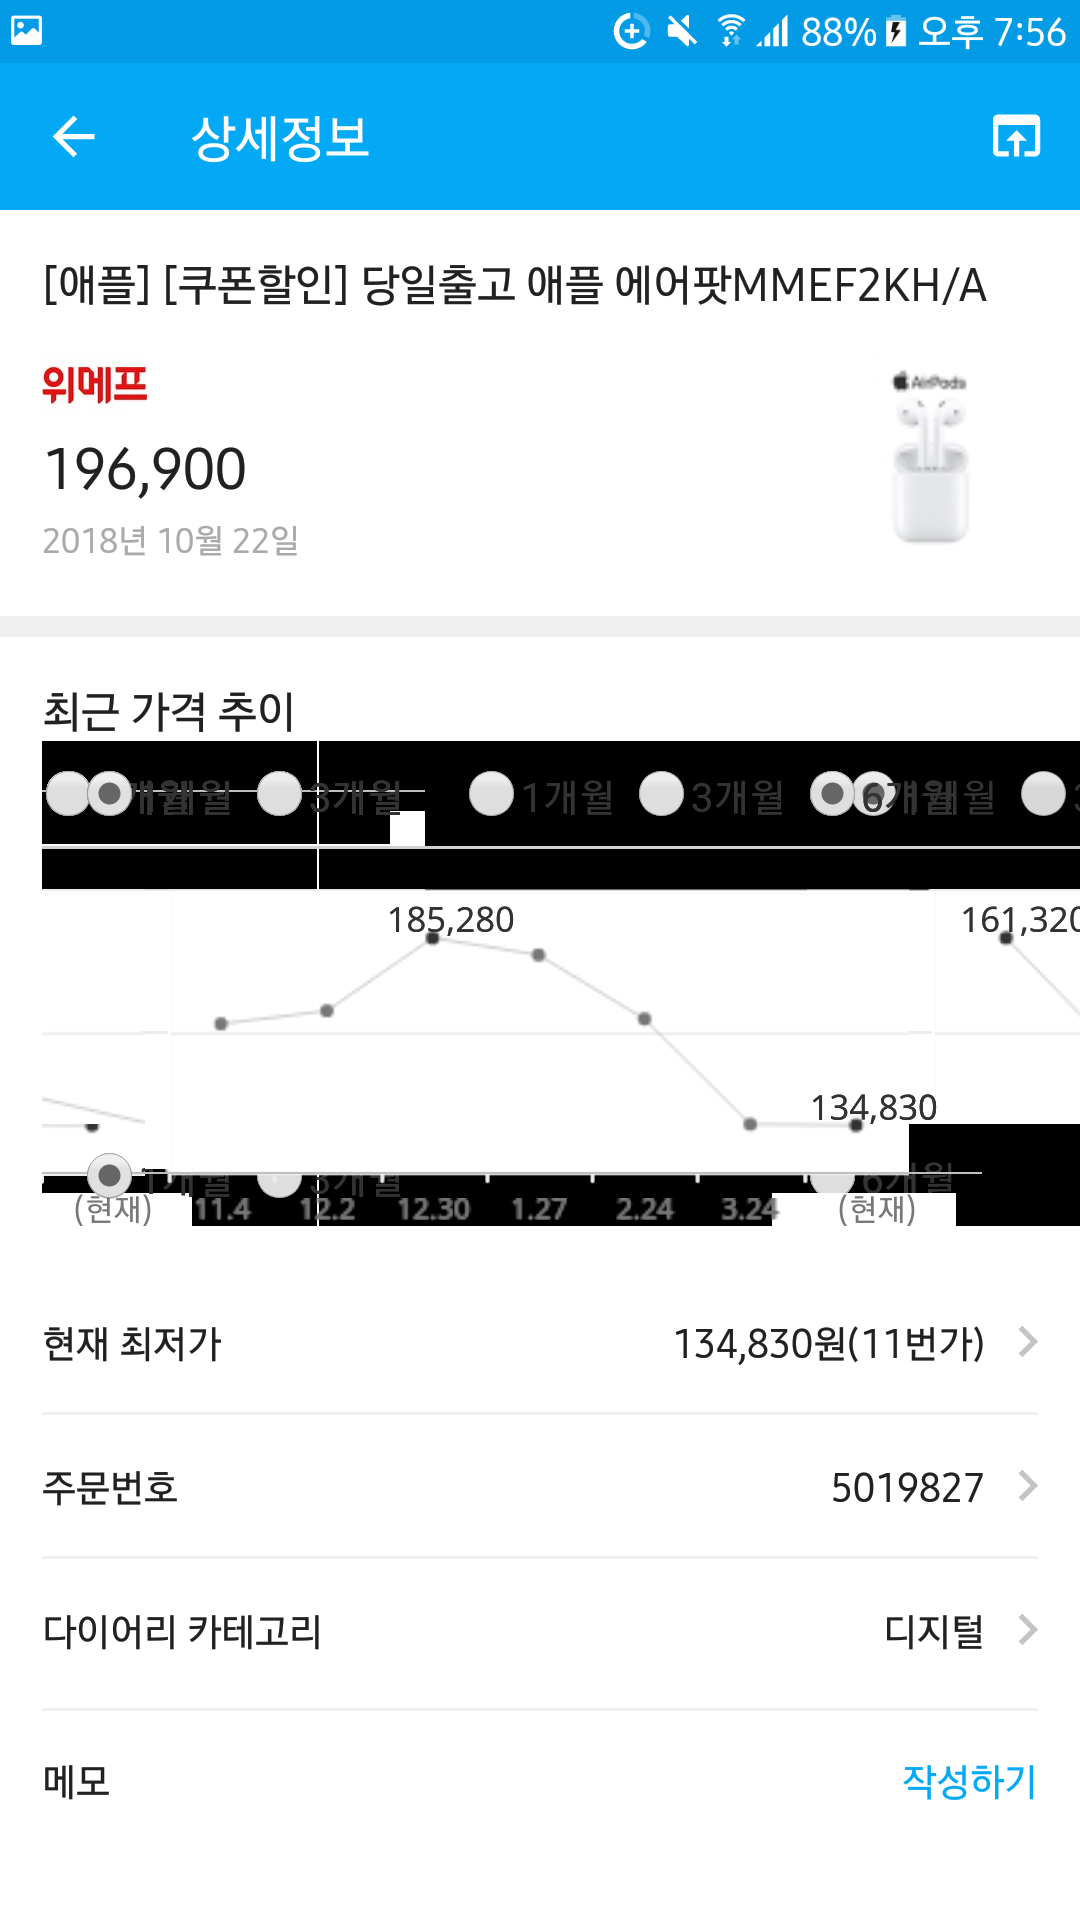 88% 오후 7:56
상세정보
[애플] [쿠폰할인] 당일출고 애플 에어팟MMEF2KH/A
위메프
AirPods
196,900
2018년 10월 22일
최근 가격 추이
3개월 1개월 3개월 6개월
185,280 161,320
134,830
1개월 3개월 6개월
(현재) 11.4 12.2 12.30 1.27 2.24 3.24 (현재)
현재 최저가 134,830원(11번가)
주문번호 5019827
다이어리 카테고리 디지털
메모 작성하기